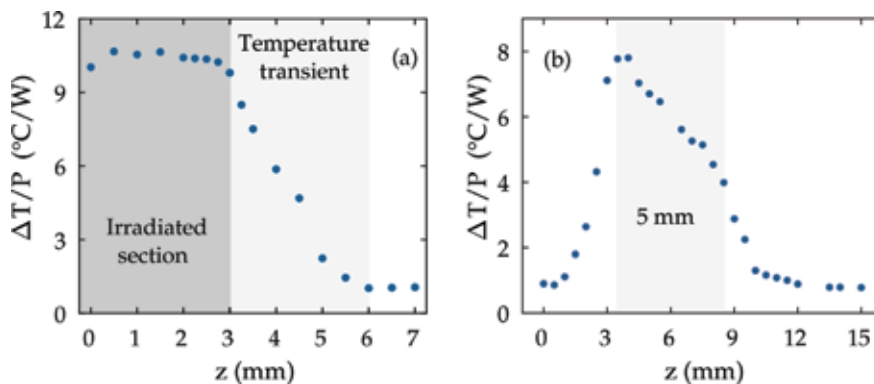 12
9
6
3
0
ΔT/P (°C/W)
Temperature
transient
(a)
Irradiated
section
0 1 2 3 4 5 6 7
z (mm)
8
6
4
2
0
ΔT/P (°C/W)
(b)
5 mm
0 3 6 9 12 15
z (mm)